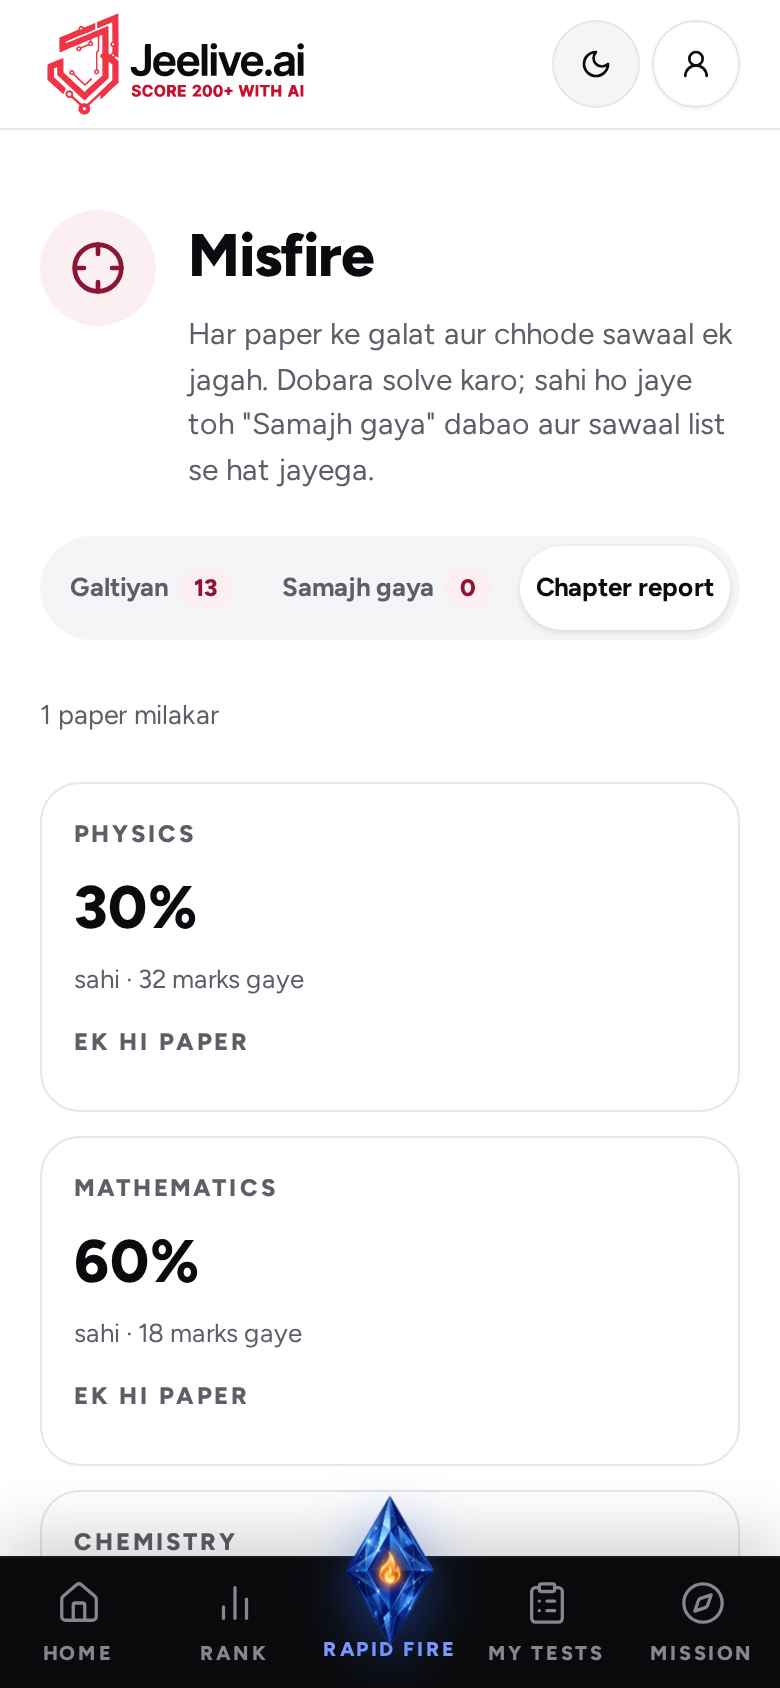 Jeelive.ai
SCORE 200+ WITH AI
Misfire
Har paper ke galat aur chhode sawaal ek
jagah. Dobara solve karo; sahi ho jaye
toh "Samajh gaya" dabao aur sawaal list
se hat jayega.
Galtiyan 13 Samajh gaya 0 Chapter report
1 paper milakar
PHYSICS
30%
sahi · 32 marks gaye
EK HI PAPER
MATHEMATICS
60%
sahi · 18 marks gaye
EK HI PAPER
CHEMISTRY
HOME RANK RAPID FIRE MY TESTS MISSION